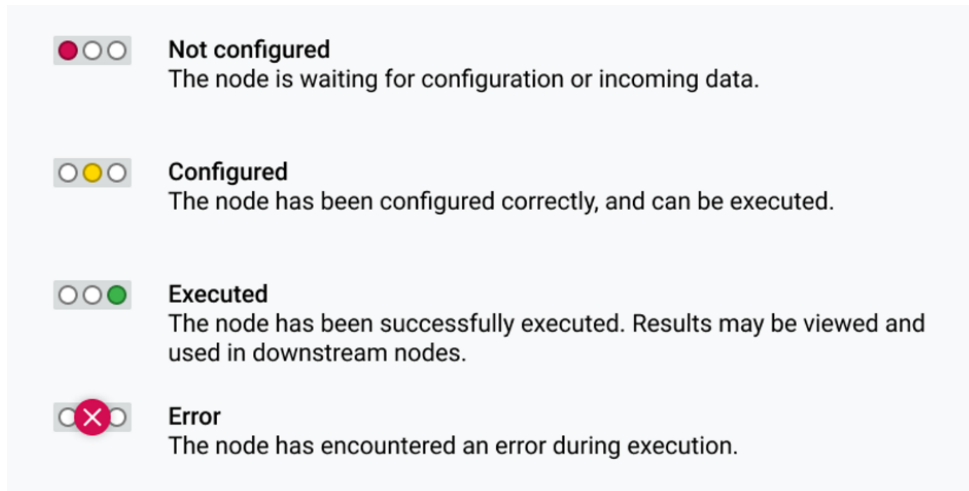 Not configured
The node is waiting for configuration or incoming data.
Configured
The node has been configured correctly, and can be executed.
Executed
The node has been successfully executed. Results may be viewed and
used in downstream nodes.
Error
The node has encountered an error during execution.